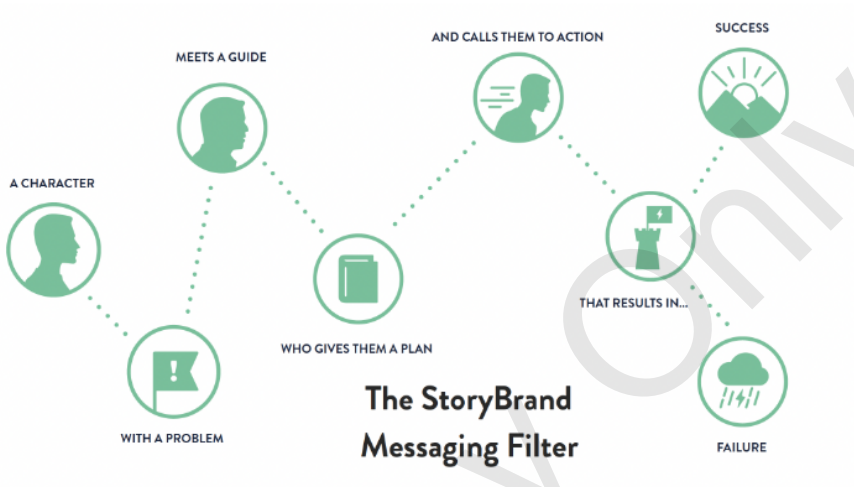 A CHARACTER
WITH A PROBLEM
MEETS A GUIDE
WHO GIVES THEM A PLAN
AND CALLS THEM TO ACTION
THAT RESULTS IN...
SUCCESS
FAILURE
The StoryBrand
Messaging Filter
!
y Only